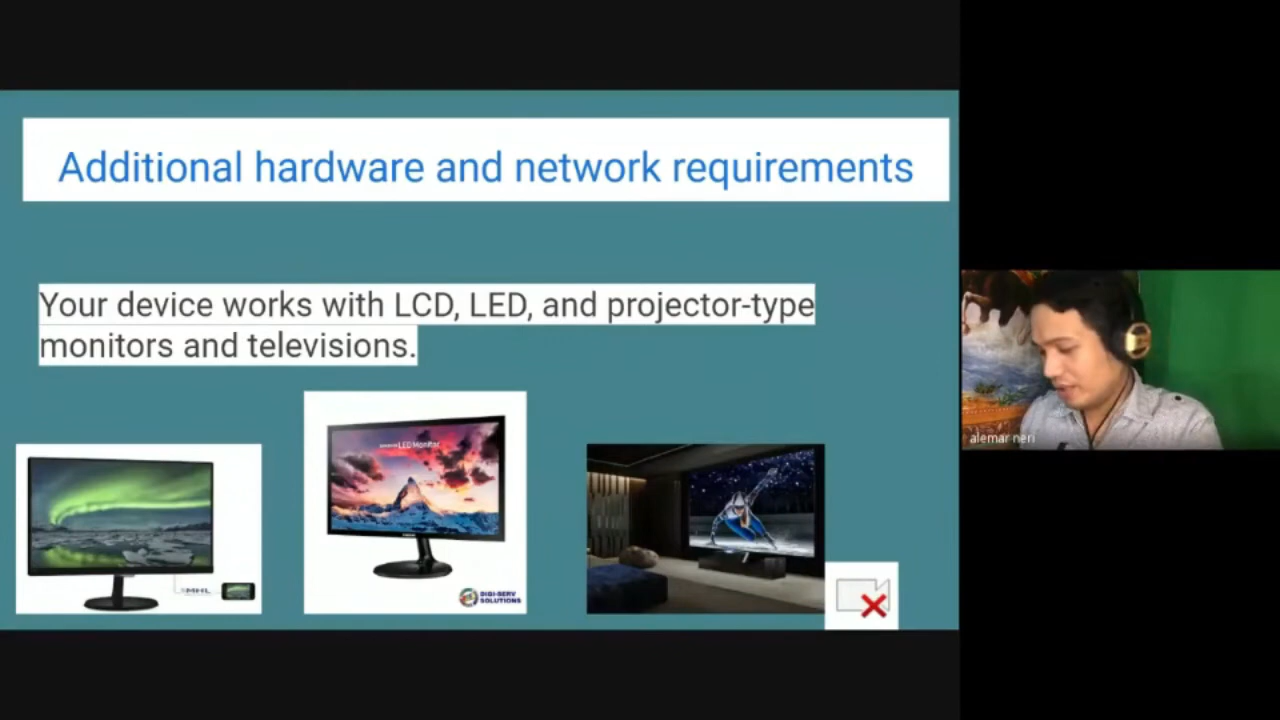 Additional hardware and network requirements
Your device works with LCD, LED, and projector-type
monitors and televisions.
LED Monitor
MHL
DIGI-SERV
SOLUTIONS
alemar neri